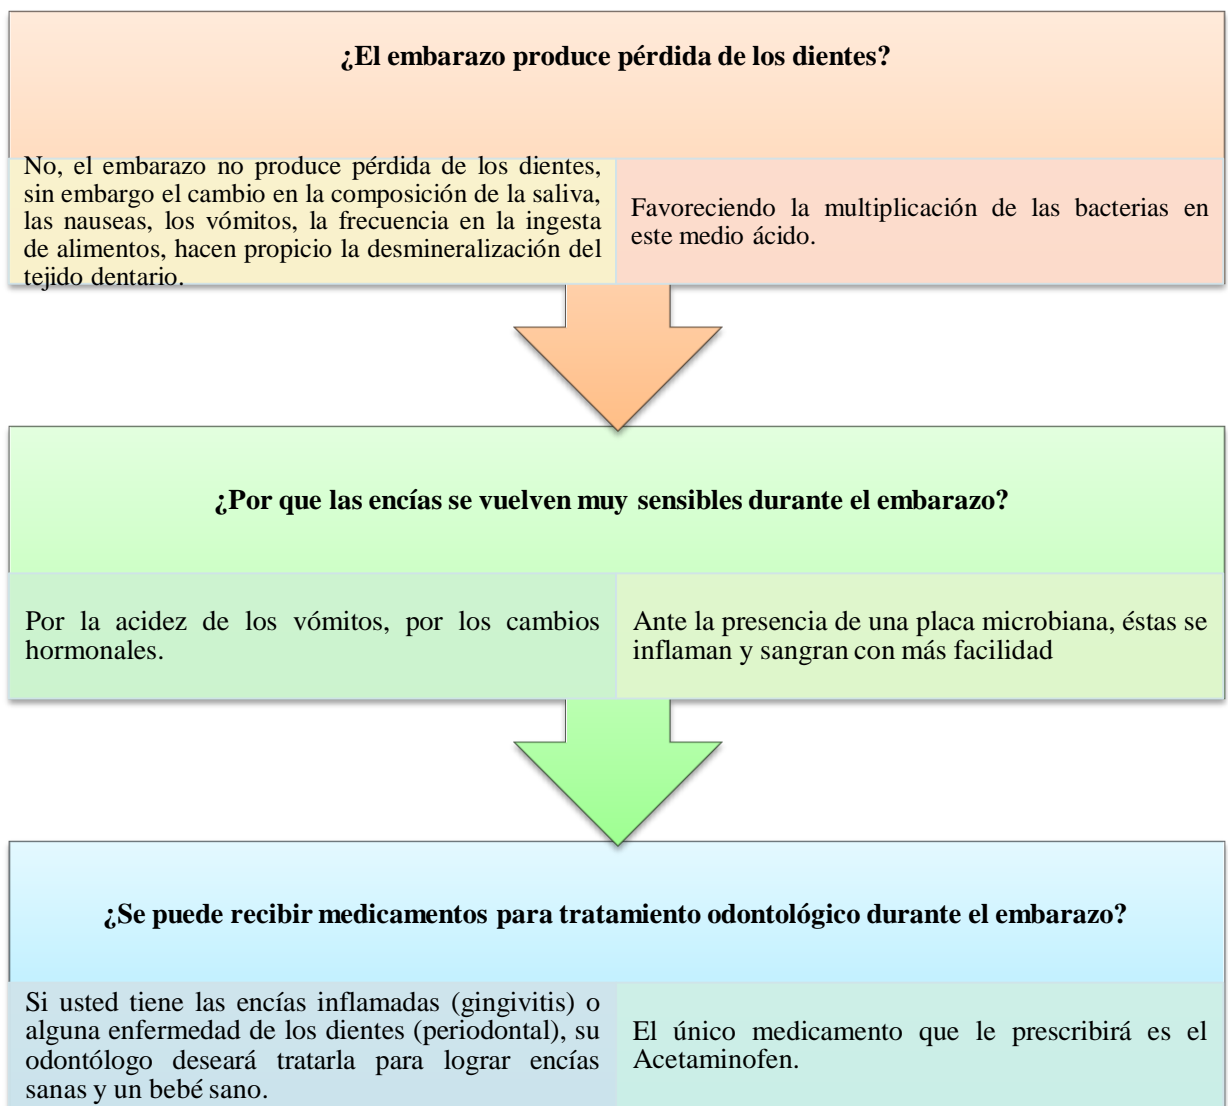 ¿El embarazo produce pérdida de los dientes?
No, el embarazo no produce pérdida de los dientes,
sin embargo el cambio en la composición de la saliva,
las nauseas, los vómitos, la frecuencia en la ingesta
de alimentos, hacen propicio la desmineralización del
tejido dentario.
Favoreciendo la multiplicación de las bacterias en
este medio ácido.
¿Por que las encías se vuelven muy sensibles durante el embarazo?
Por la acidez de los vómitos, por los cambios
hormonales.
Ante la presencia de una placa microbiana, éstas se
inflaman y sangran con más facilidad
¿Se puede recibir medicamentos para tratamiento odontológico durante el embarazo?
Si usted tiene las encías inflamadas (gingivitis) o
alguna enfermedad de los dientes (periodontal), su
odontólogo deseará tratarla para lograr encías
sanas y un bebé sano.
El único medicamento que le prescribirá es el
Acetaminofen.